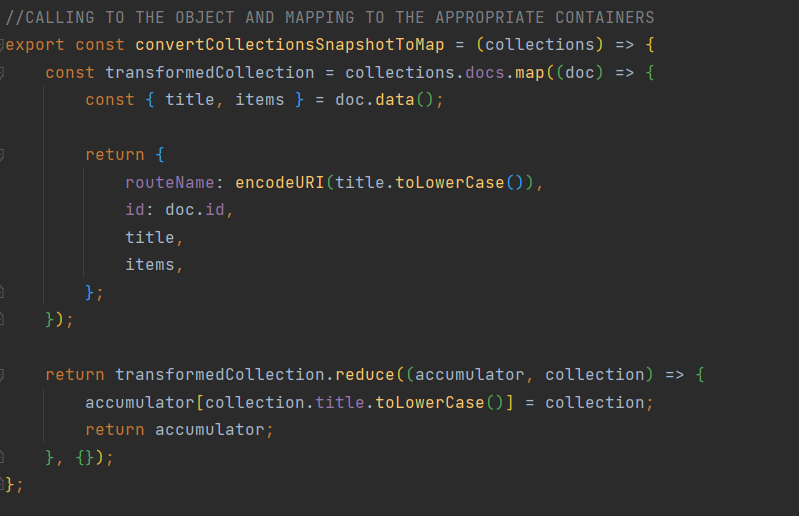 //CALLING TO THE OBJECT AND MAPPING TO THE APPROPRIATE CONTAINERS
export const convertCollectionsSnapshotToMap = (collections) => {
    const transformedCollection = collections.docs.map((doc) => {
        const { title, items } = doc.data();

        return {
            routeName: encodeURI(title.toLowerCase()),
            id: doc.id,
            title,
            items,
        };
    });

    return transformedCollection.reduce((accumulator, collection) => {
        accumulator[collection.title.toLowerCase()] = collection;
        return accumulator;
    }, {});
};